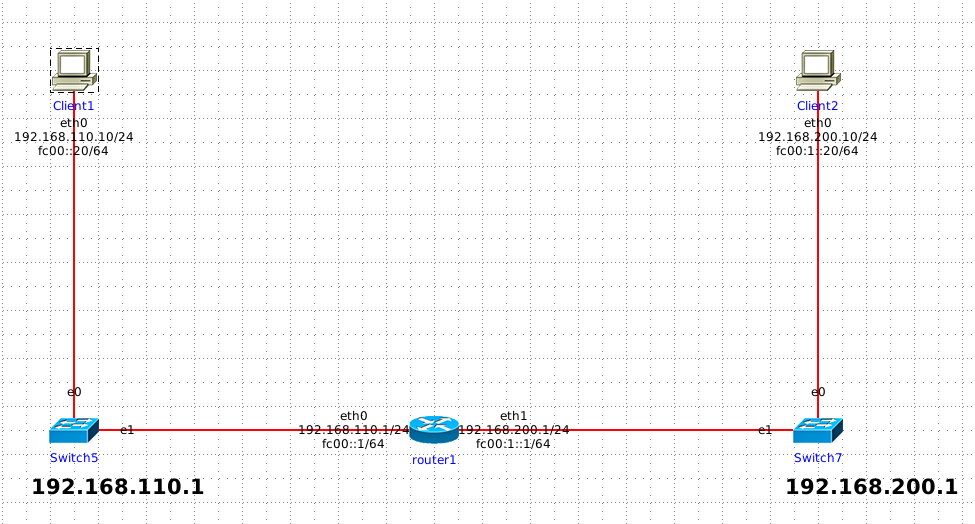 Client1
eth0
192.168.110.10/24
fc00::20/64
Client2
eth0
192.168.200.10/24
fc00:1::20/64
e0
e1
Switch5
192.168.110.1
eth0
192.168.110.1/24
fc00::1/64
router1
eth1
192.168.200.1/24
fc00:1::1/64
e0
e1
Switch7
192.168.200.1